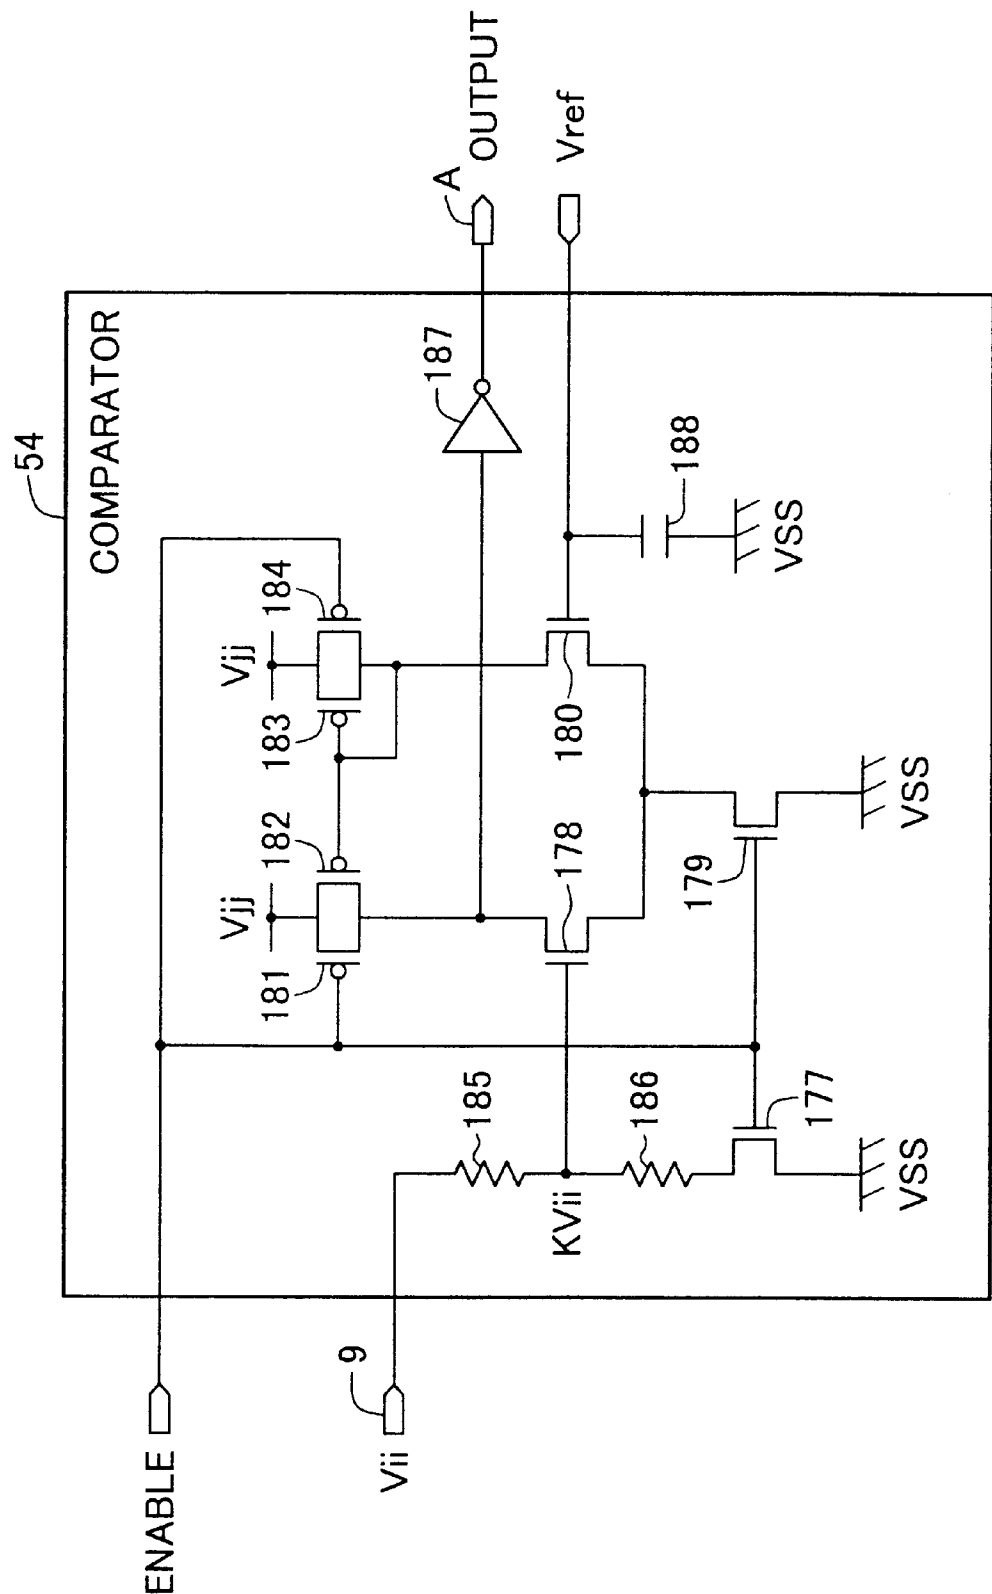 54
COMPARATOR
ENABLE
Vjj
Vjj
181
182
183
184
A
OUTPUT
187
9
Vii
185
KVii
186
178
180
Vref
188
VSS
177
179
VSS
VSS